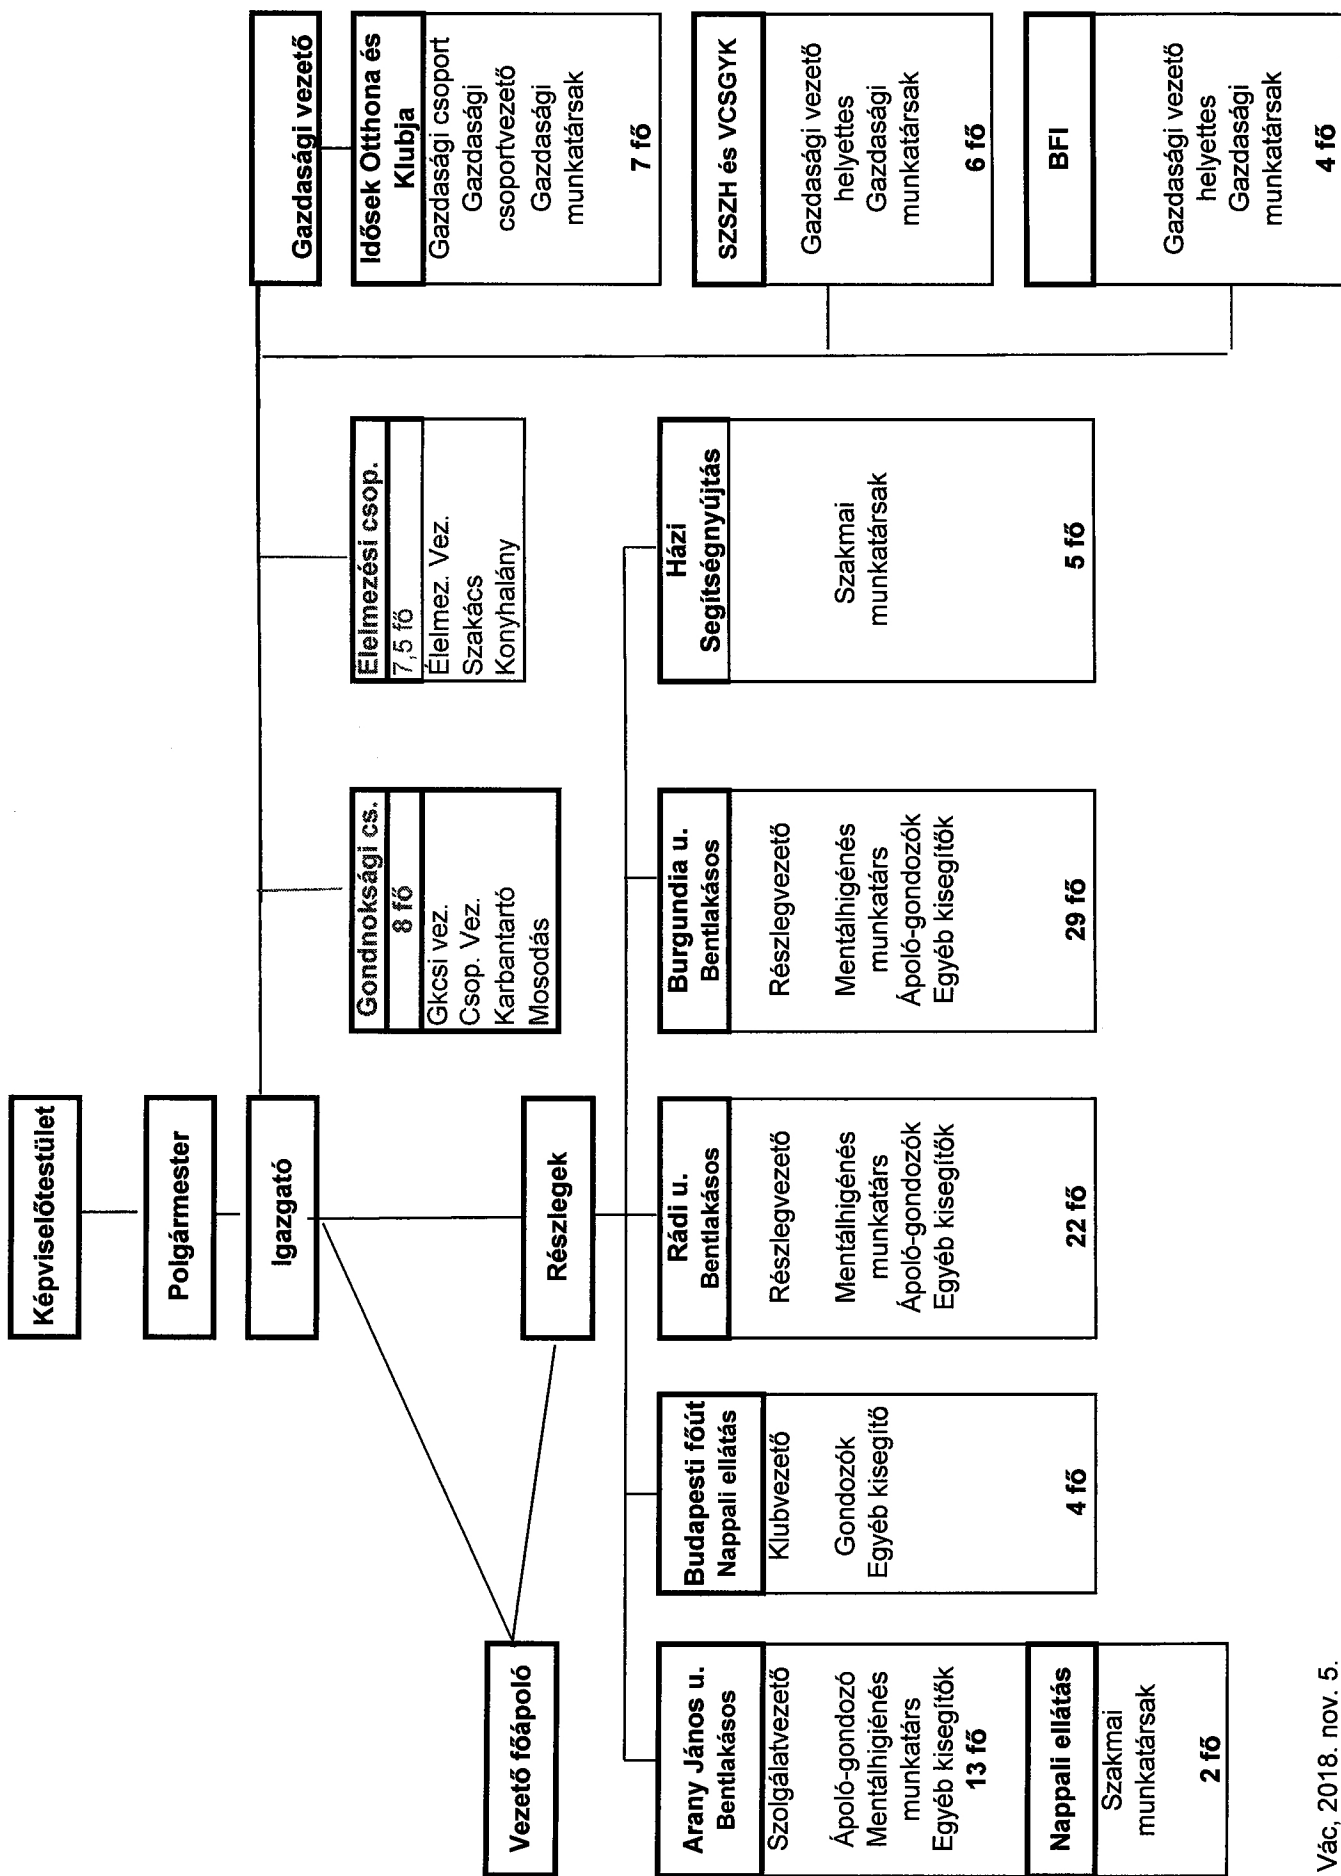 Képviselőtestület
Polgármester
Igazgató
Gazdasági vezető
Idősek Otthona és
Klubja
Gazdasági csoport
Gazdasági
csoportvezető
Gazdasági
munkatársak
7 fő
SZSZH és VCSGYK
Gazdasági vezető
helyettes
Gazdasági
munkatársak
6 fő
BFI
Gazdasági vezető
helyettes
Gazdasági
munkatársak
4 fő
Gondnoksági cs.
8 fő
Gkcsi vez.
Csop. Vez.
Karbantartó
Mosodás
Élelmezési csop.
7,5 fő
Élelmez. Vez.
Szakács
Konyhalány
Vezető főápoló
Részlegek
Arany János u.
Bentlakásos
Szolgálatvezető
Ápoló-gondozó
Mentálhigiénés
munkatárs
Egyéb kisegítők
13 fő
Nappali ellátás
Szakmai
munkatársak
2 fő
Budapesti főút
Nappali ellátás
Klubvezető
Gondozók
Egyéb kisegítő
4 fő
Rádi u.
Bentlakásos
Részlegvezető
Mentálhigénés
munkatárs
Ápoló-gondozók
Egyéb kisegítők
22 fő
Burgundia u.
Bentlakásos
Részlegvezető
Mentálhigénés
munkatárs
Ápoló-gondozók
Egyéb kisegítők
29 fő
Házi
Segítségnyújtás
Szakmai
munkatársak
5 fő
Vác, 2018. nov. 5.